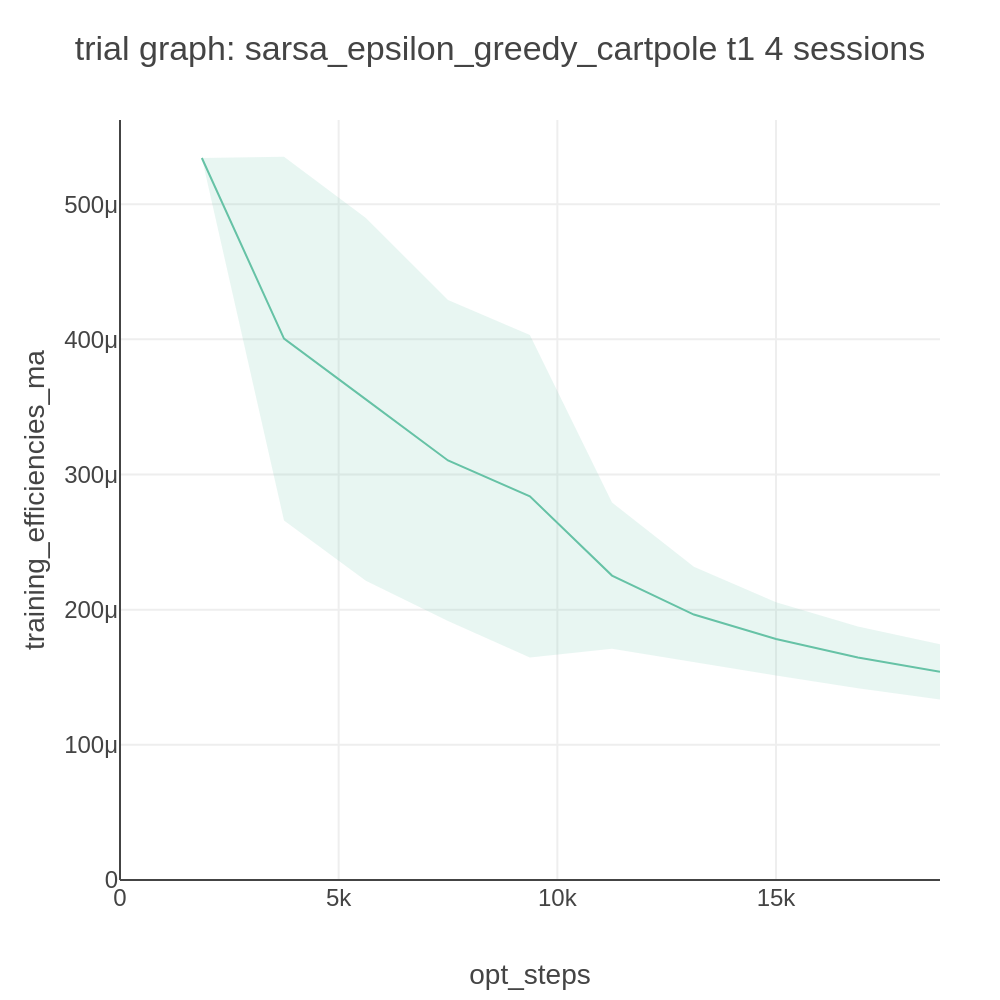 trial graph: sarsa_epsilon_greedy_cartpole t1 4 sessions
500μ
400μ
300μ
200μ
100μ
0
0 5k 10k 15k
training_efficiencies_ma
opt_steps